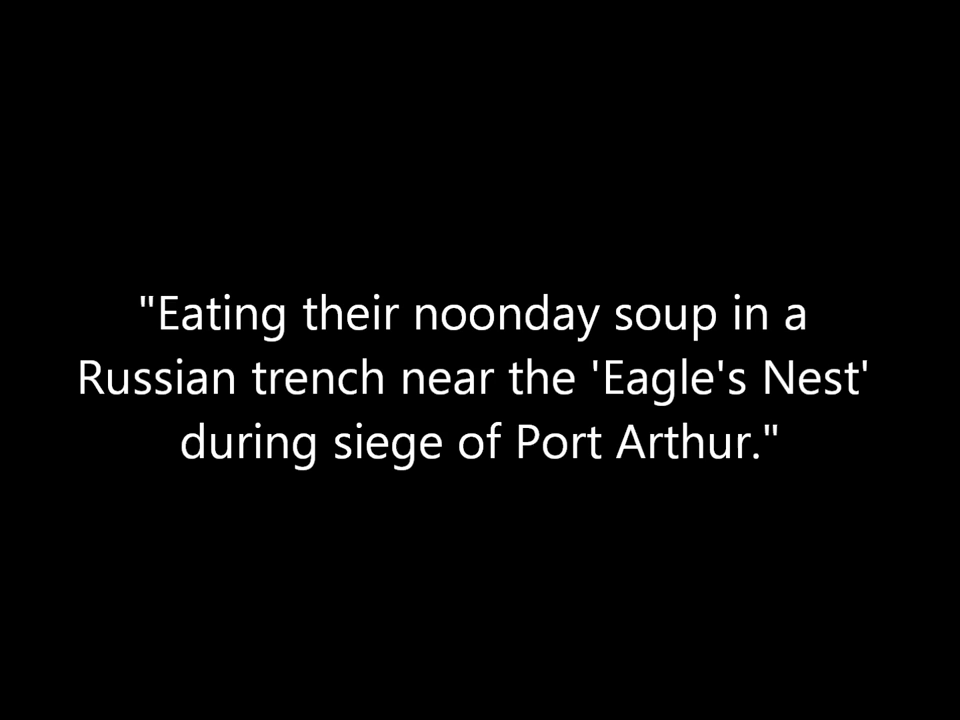 "Eating their noonday soup in a
Russian trench near the 'Eagle's Nest'
during siege of Port Arthur."